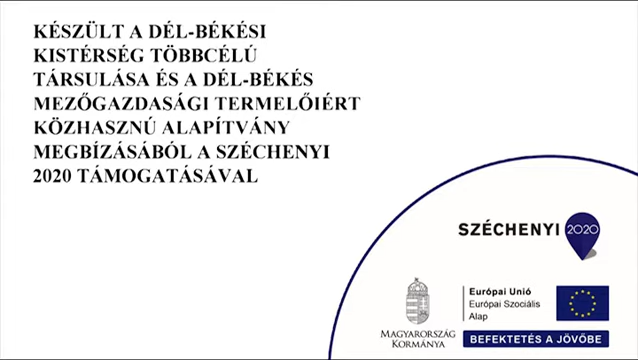 KÉSZÜLT A DÉL-BÉKÉSI
KISTÉRSÉG TÖBBCÉLÚ
TÁRSULÁSA ÉS A DÉL-BÉKÉS
MEZŐGAZDASÁGI TERMELŐIÉRT
KÖZHASZNÚ ALAPÍTVÁNY
MEGBÍZÁSÁBÓL A SZÉCHENYI
2020 TÁMOGATÁSÁVAL
SZÉCHENYI 2020
MAGYARORSZÁG
KORMÁNYA
Európai Unió
Európai Szociális
Alap
BEFEKTETÉS A JÖVŐBE